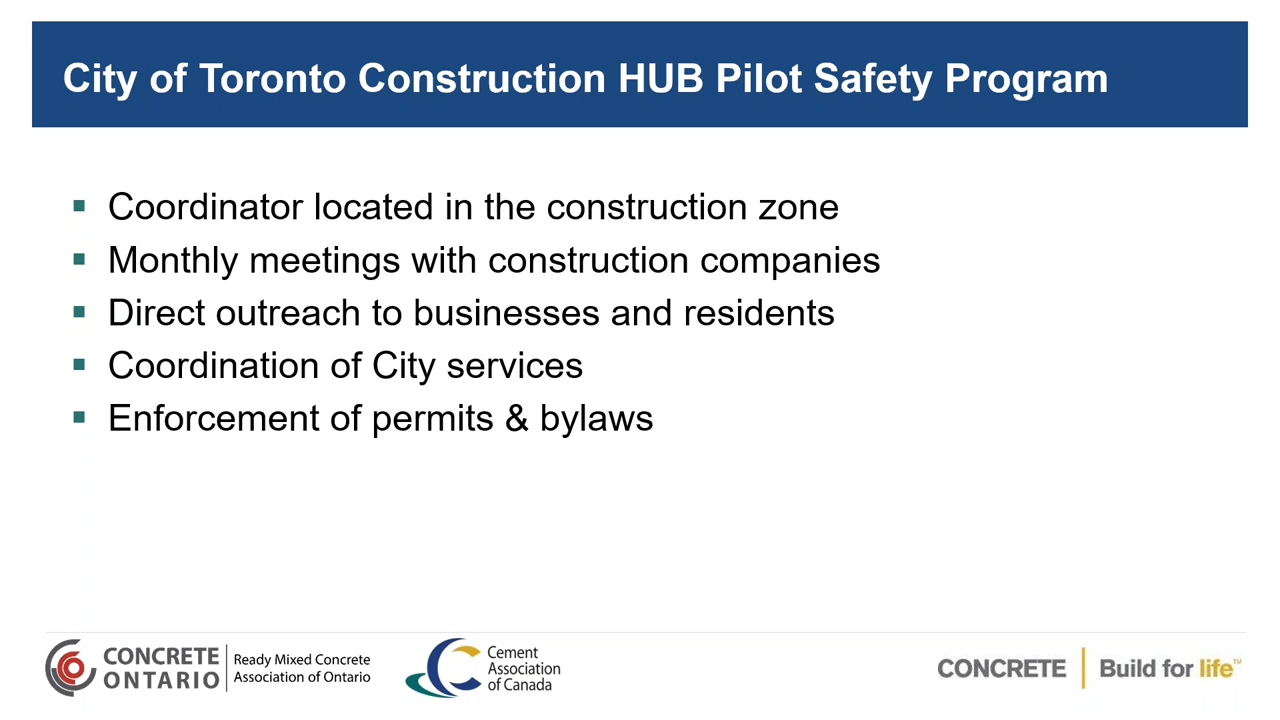 City of Toronto Construction HUB Pilot Safety Program
▪ Coordinator located in the construction zone
▪ Monthly meetings with construction companies
▪ Direct outreach to businesses and residents
▪ Coordination of City services
▪ Enforcement of permits & bylaws
CONCRETE
ONTARIO
Ready Mixed Concrete
Association of Ontario
Cement
Association
of Canada
CONCRETE | Build for life™